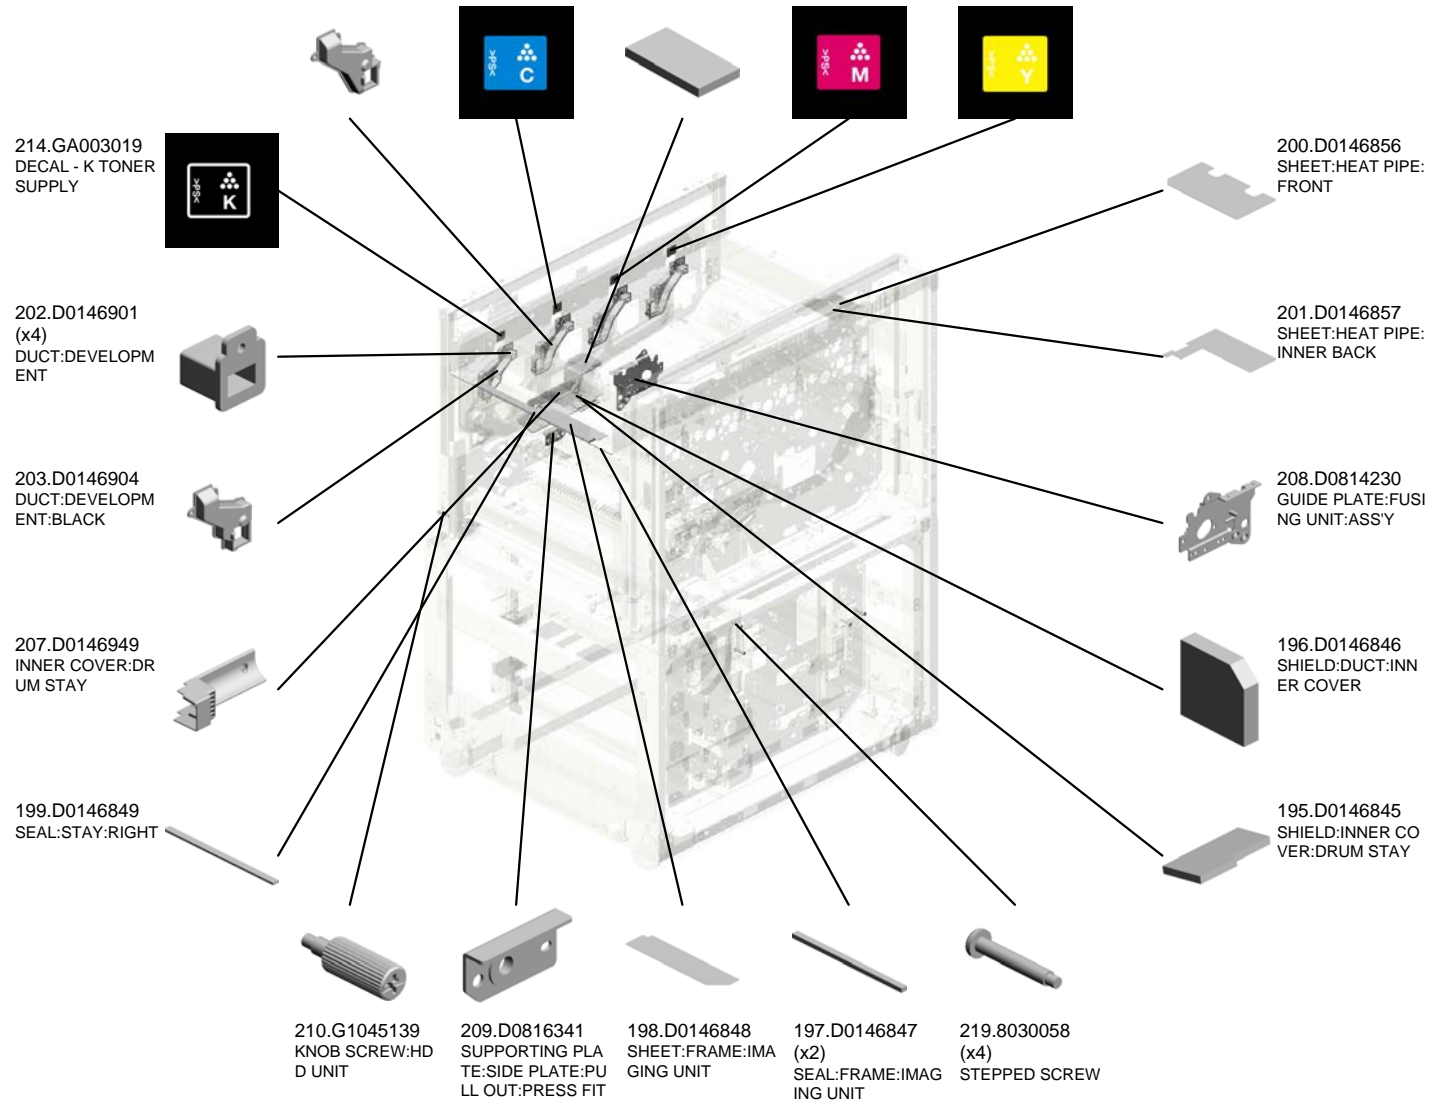 >PS<
C
>PS<
M
>PS<
Y
214.GA003019
DECAL - K TONER
SUPPLY
>PS<
K
200.D0146856
SHEET:HEAT PIPE:
FRONT
202.D0146901
(x4)
DUCT:DEVELOPM
ENT
201.D0146857
SHEET:HEAT PIPE:
INNER BACK
203.D0146904
DUCT:DEVELOPM
ENT:BLACK
208.D0814230
GUIDE PLATE:FUSI
NG UNIT:ASS'Y
207.D0146949
INNER COVER:DR
UM STAY
196.D0146846
SHIELD:DUCT:INN
ER COVER
199.D0146849
SEAL:STAY:RIGHT
195.D0146845
SHIELD:INNER CO
VER:DRUM STAY
210.G1045139
KNOB SCREW:HD
D UNIT
209.D0816341
SUPPORTING PLA
TE:SIDE PLATE:PU
LL OUT:PRESS FIT
198.D0146848
SHEET:FRAME:IMA
GING UNIT
197.D0146847
(x2)
SEAL:FRAME:IMAG
ING UNIT
219.8030058
(x4)
STEPPED SCREW